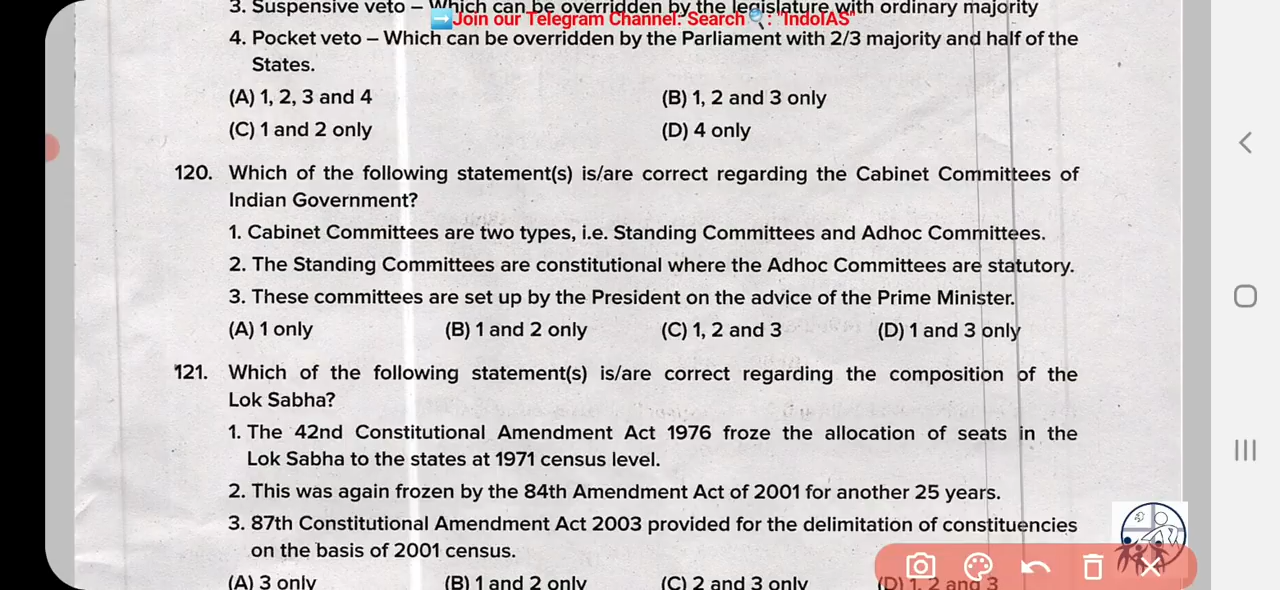 3. Suspensive veto – Which can be overridden by the legislature with ordinary majority
➡️Join our Telegram Channel: Search🔍: "IndoIAS"
4. Pocket veto – Which can be overridden by the Parliament with 2/3 majority and half of the
States.
(A) 1, 2, 3 and 4 (B) 1, 2 and 3 only
(C) 1 and 2 only (D) 4 only
120. Which of the following statement(s) is/are correct regarding the Cabinet Committees of
Indian Government?
1. Cabinet Committees are two types, i.e. Standing Committees and Adhoc Committees.
2. The Standing Committees are constitutional where the Adhoc Committees are statutory.
3. These committees are set up by the President on the advice of the Prime Minister.
(A) 1 only (B) 1 and 2 only (C) 1, 2 and 3 (D) 1 and 3 only
121. Which of the following statement(s) is/are correct regarding the composition of the
Lok Sabha?
1. The 42nd Constitutional Amendment Act 1976 froze the allocation of seats in the
Lok Sabha to the states at 1971 census level.
2. This was again frozen by the 84th Amendment Act of 2001 for another 25 years.
3. 87th Constitutional Amendment Act 2003 provided for the delimitation of constituencies
on the basis of 2001 census.
(A) 3 only (B) 1 and 2 only (C) 2 and 3 only (D) 1, 2 and 3